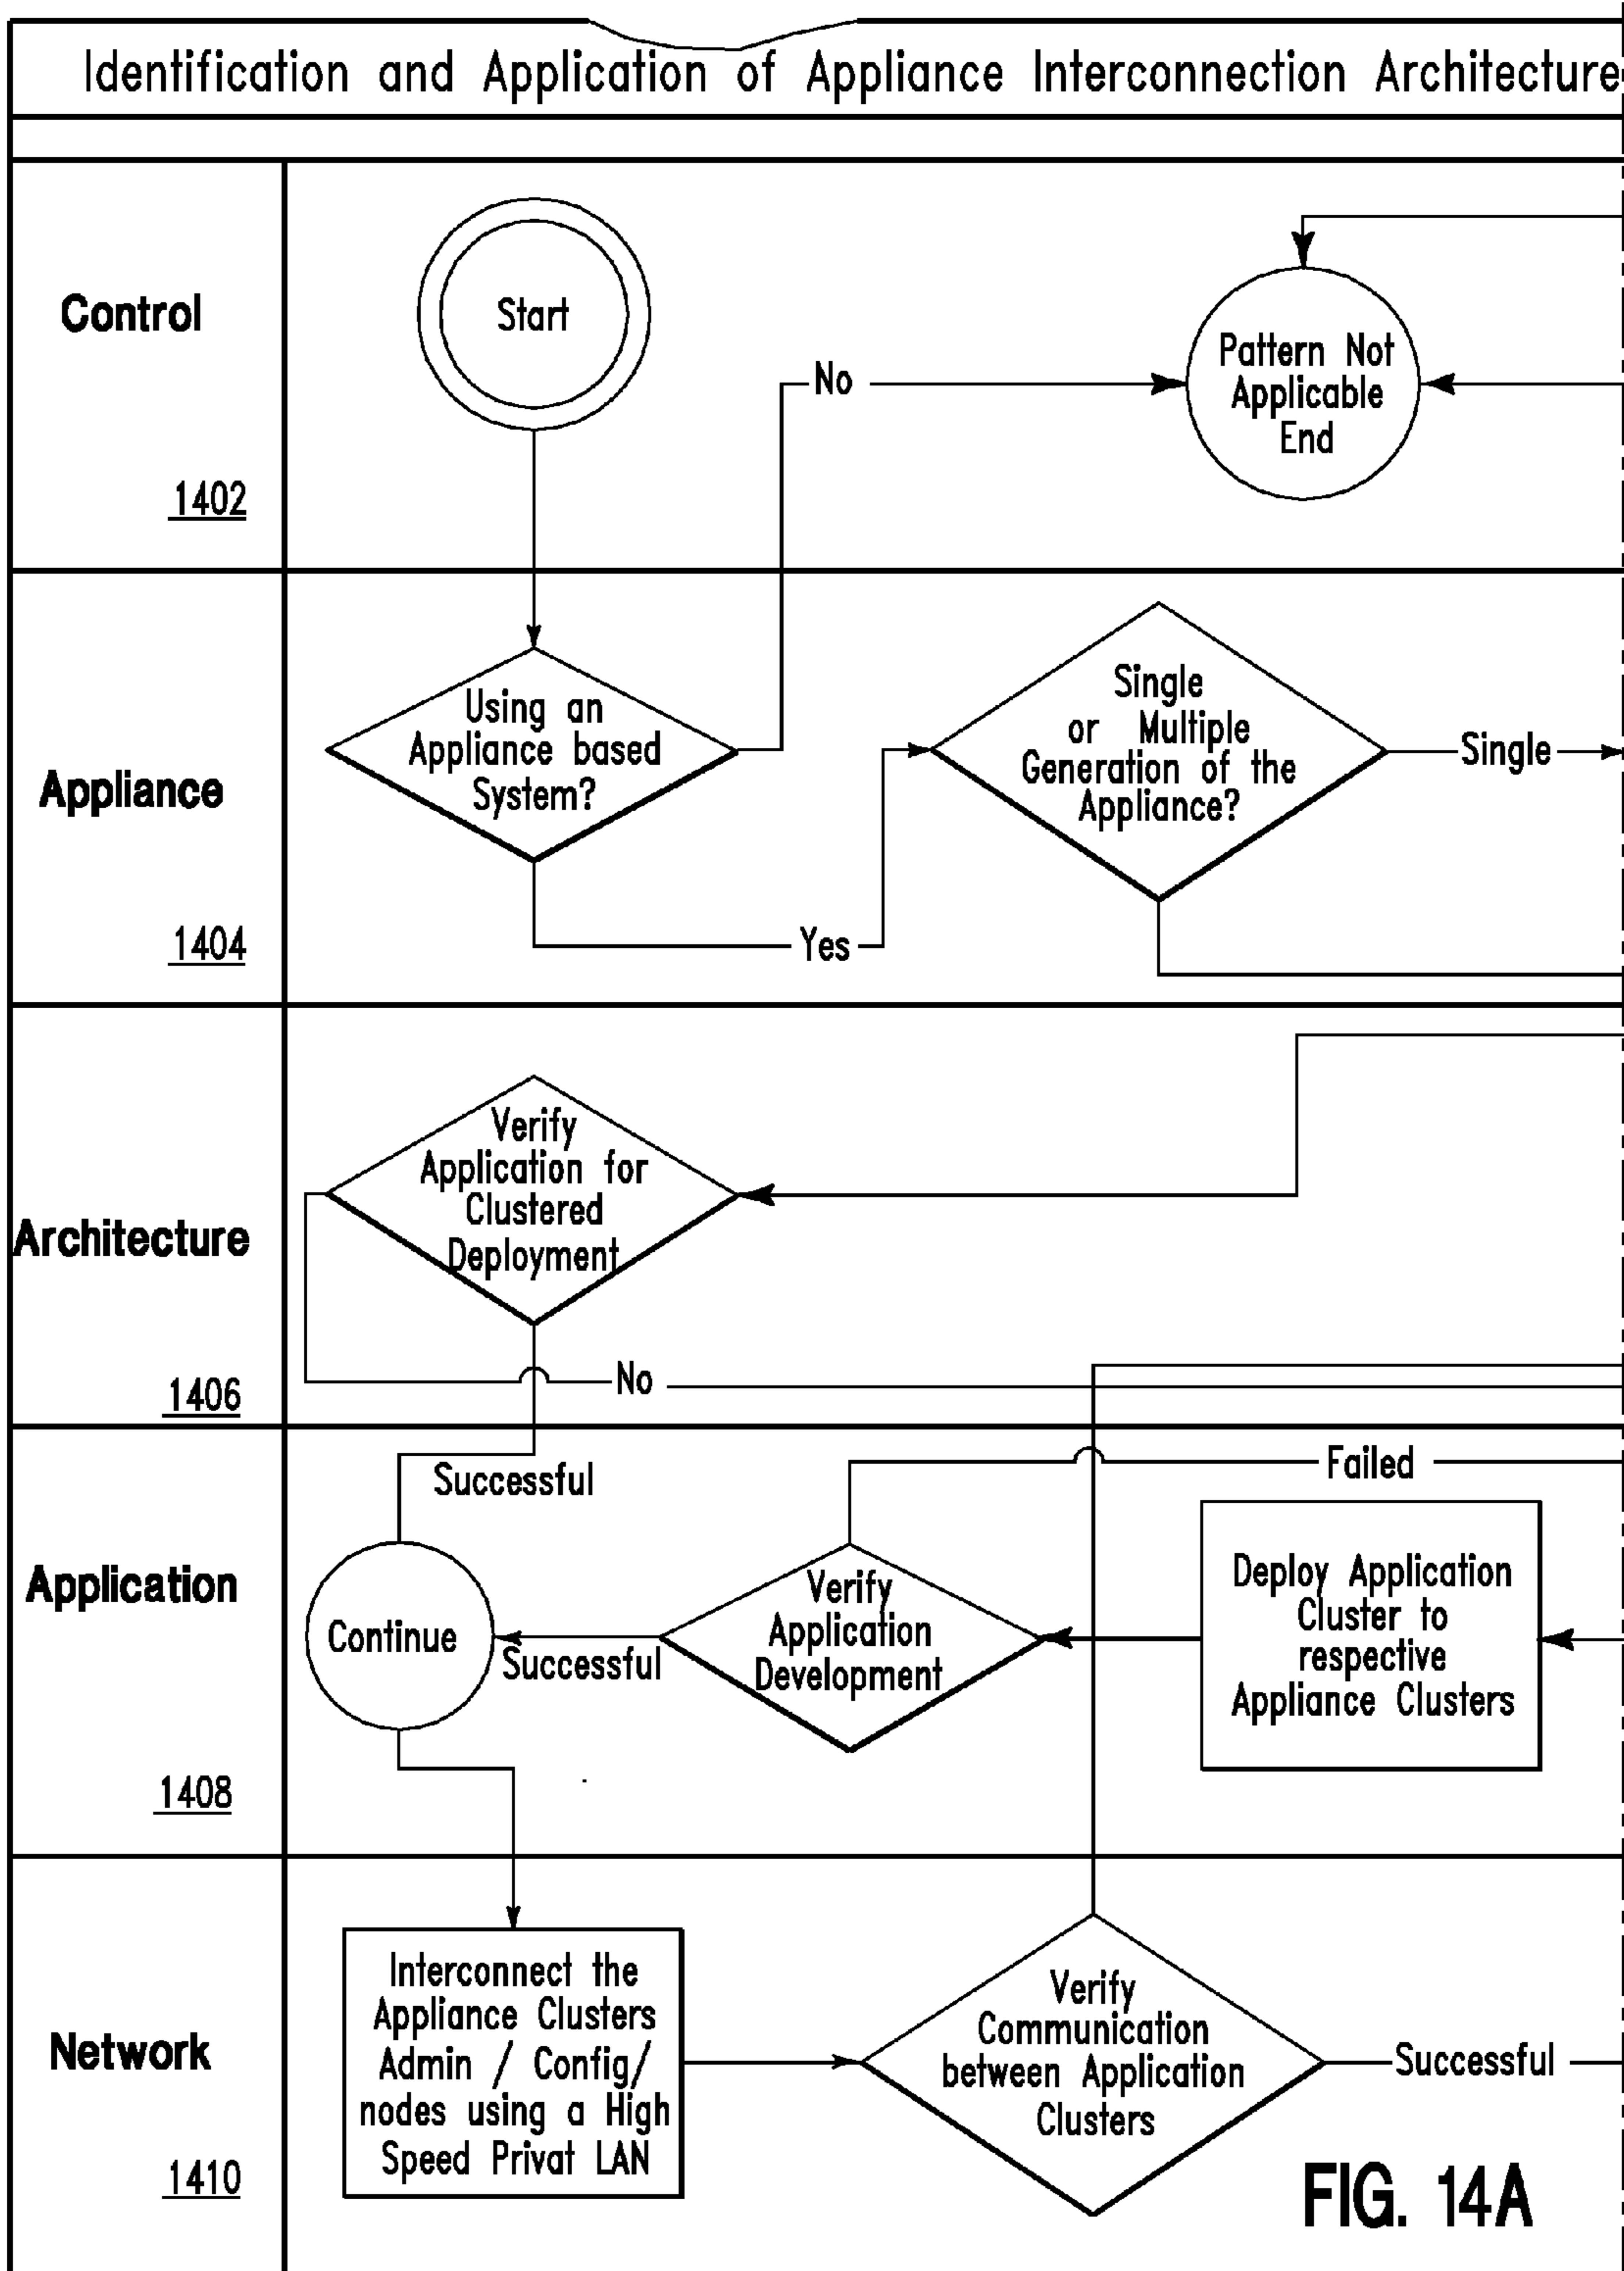 Identification and Application of Appliance Interconnection Architecture
Control
1402
Start
No
Pattern Not
Applicable
End
Appliance
1404
Using an
Appliance based
System?
Yes
Single
or Multiple
Generation of the
Appliance?
Single
Architecture
1406
Verify
Application for
Clustered
Deployment
No
Successful
Application
1408
Continue
Successful
Verify
Application
Development
Failed
Deploy Application
Cluster to
respective
Appliance Clusters
Network
1410
Interconnect the
Appliance Clusters
Admin / Config/
nodes using a High
Speed Privat LAN
Verify
Communication
between Application
Clusters
Successful
FIG. 14A